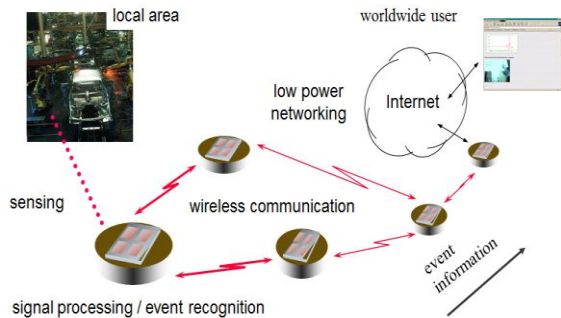 local area
worldwide user
low power
networking
Internet
sensing
wireless communication
event
information
signal processing / event recognition